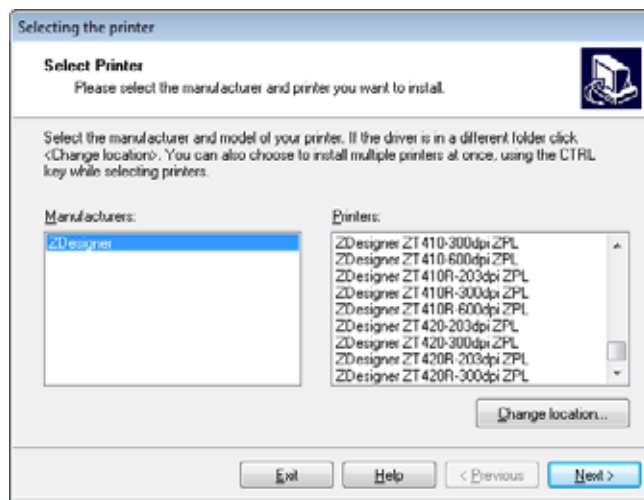 Selecting the printer
Select Printer
Please select the manufacturer and printer you want to install.
Select the manufacturer and model of your printer. If the driver is in a different folder click
<Change location>. You can also choose to install multiple printers at once, using the CTRL
key while selecting printers.
Manufacturers:
ZDesigner
Printers:
ZDesigner ZT410-300dpi ZPL
ZDesigner ZT410-600dpi ZPL
ZDesigner ZT410R-203dpi ZPL
ZDesigner ZT410R-300dpi ZPL
ZDesigner ZT410R-600dpi ZPL
ZDesigner ZT420-203dpi ZPL
ZDesigner ZT420-300dpi ZPL
ZDesigner ZT420R-203dpi ZPL
ZDesigner ZT420R-300dpi ZPL
Change location...
Exit
Help
< Previous
Next >